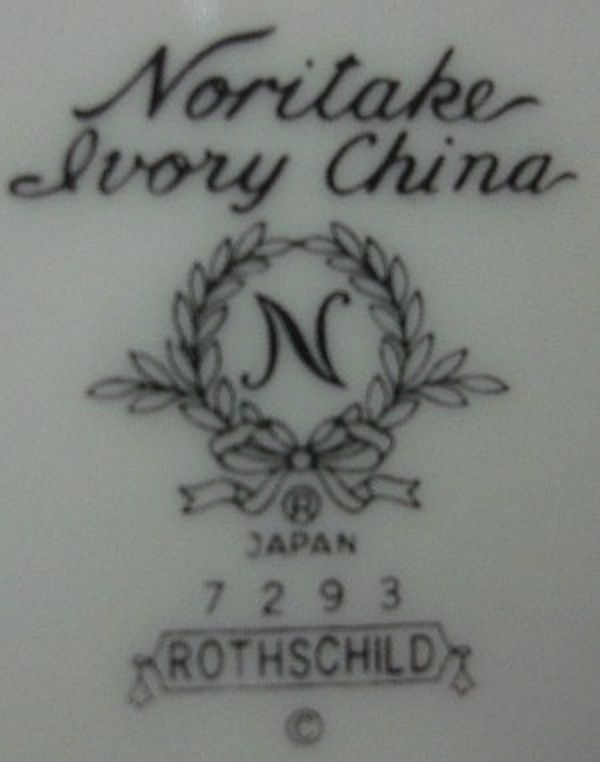 Noritake
Ivory China
N
®
JAPAN
7293
ROTHSCHILD
©